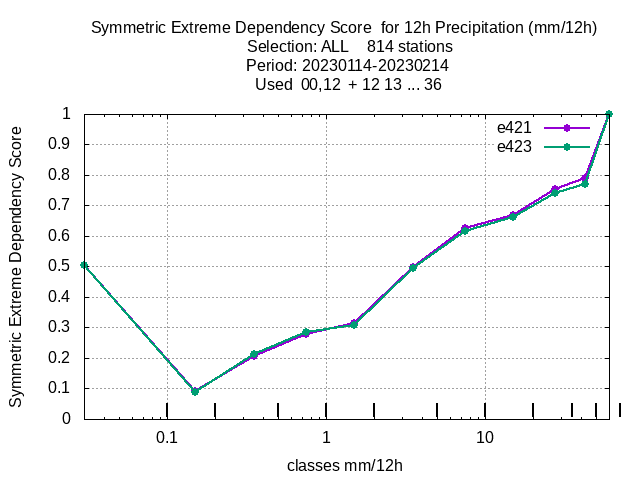 Symmetric Extreme Dependency Score  for 12h Precipitation (mm/12h)
Selection: ALL    814 stations
Period: 20230114-20230214
Used  00,12  + 12 13 ... 36
e421
e423
1
0.9
0.8
0.7
0.6
0.5
0.4
0.3
0.2
0.1
0
Symmetric Extreme Dependency Score
0.1 1 10
classes mm/12h